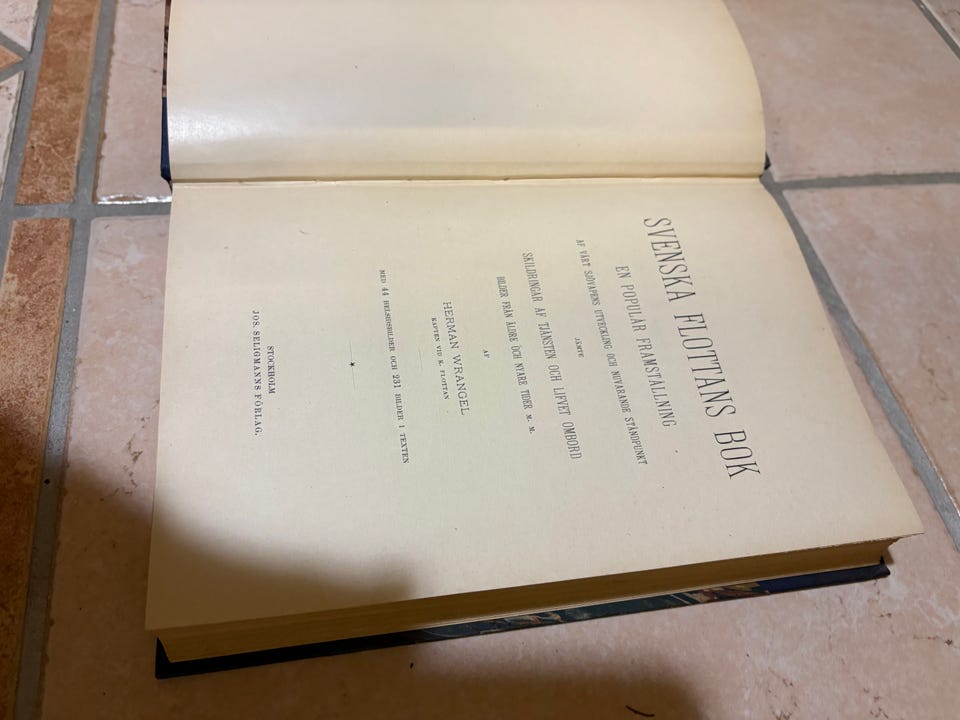 SVENSKA FLOTTANS BOK
EN POPULÄR FRAMSTÄLLNING
AF VÅRT SJÖVAPENS UTVECKLING OCH NUVARANDE STÅNDPUNKT
JÄMTE
SKILDRINGAR AF TJÄNSTEN OCH LIFVET OMBORD
BILDER FRÅN ÄLDRE OCH NYARE TIDER M. M.
AF
HERMAN WRANGEL
KAPTEN VID K. FLOTTAN
MED 44 HELSIDSBILDER OCH 231 BILDER I TEXTEN
STOCKHOLM
JOS. SELIGMANNS FÖRLAG.